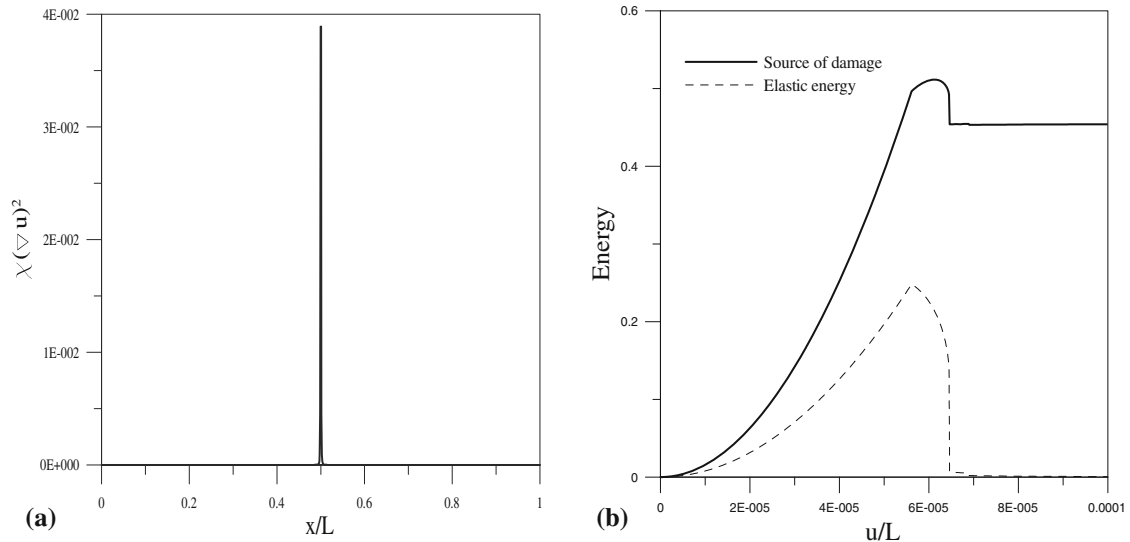 4E-002
3E-002
2E-002
1E-002
0E+000
χ(▽u)²
0
0.2
0.4
0.6
0.8
1
x/L
(a)
0.6
0.4
0.2
0
Energy
Source of damage
Elastic energy
0
2E-005
4E-005
6E-005
8E-005
0.0001
u/L
(b)